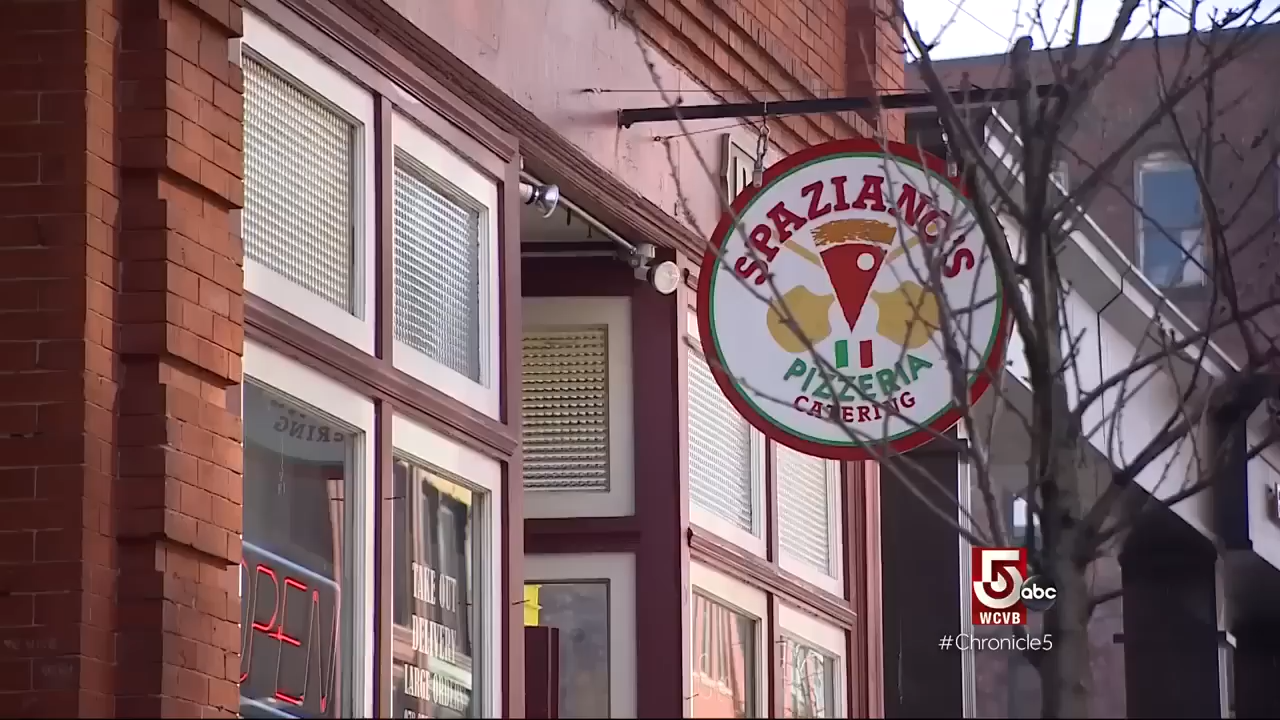 SPAZIANO'S
PIZZERIA
CATERING
OPEN
TAKE OUT
DELIVERY
LARGE ORDERS
5 abc
WCVB
#Chronicle5